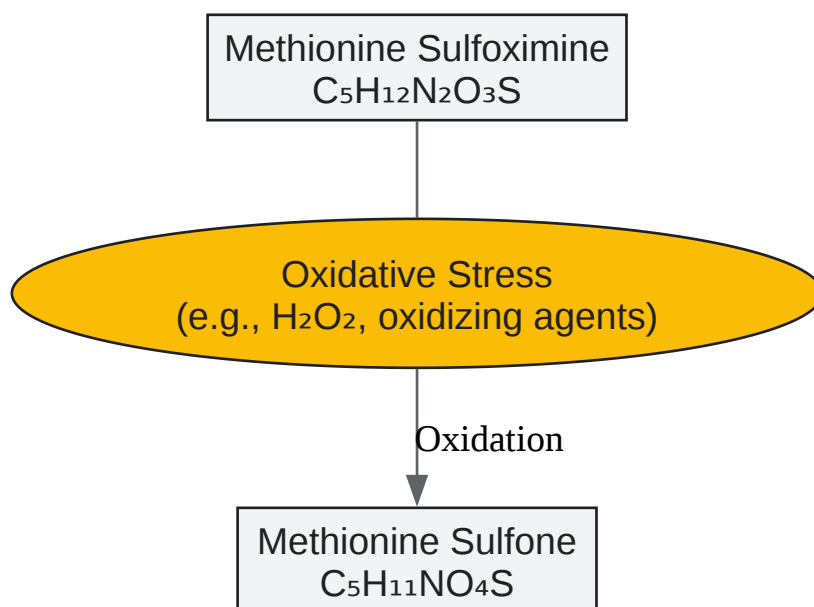 Methionine Sulfoximine
C₅H₁₂N₂O₃S
Oxidative Stress
(e.g., H₂O₂, oxidizing agents)
Oxidation
Methionine Sulfone
C₅H₁₁NO₄S